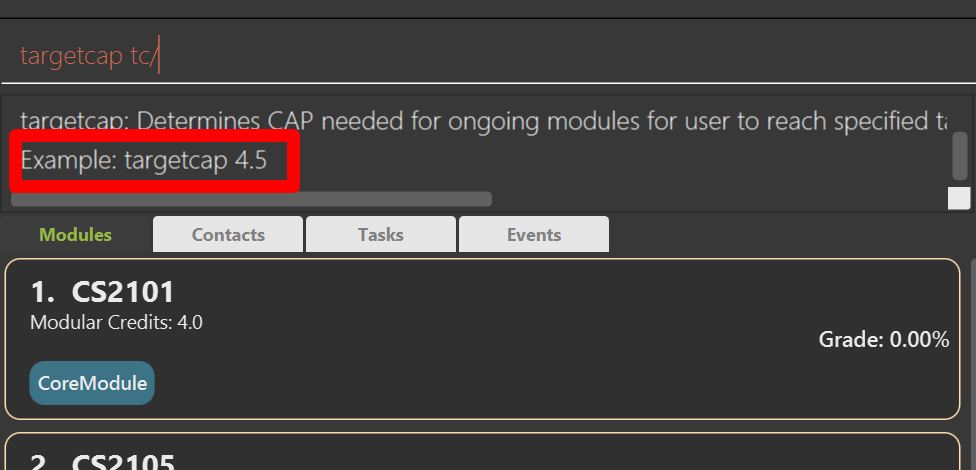 targetcap tc/
targetcap: Determines CAP needed for ongoing modules for user to reach specified
Example: targetcap 4.5
Modules
Contacts
Tasks
Events
1. CS2101
Modular Credits: 4.0
Grade: 0.00%
CoreModule
2. CS2105